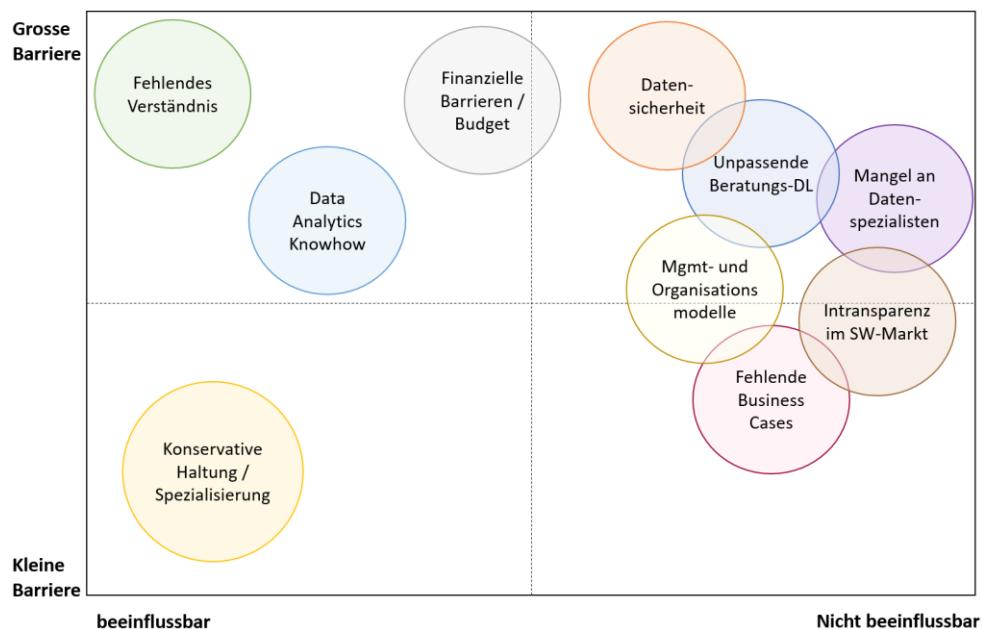 Grosse
Barriere
Fehlendes
Verständnis
Finanzielle
Barrieren /
Budget
Daten-
sicherheit
Unpassende
Beratungs-DL
Mangel an
Daten-
spezialisten
Data
Analytics
Knowhow
Mgmt- und
Organisations
modelle
Intransparenz
im SW-Markt
Fehlende
Business
Cases
Konservative
Haltung /
Spezialisierung
Kleine
Barriere
beeinflussbar
Nicht beeinflussbar